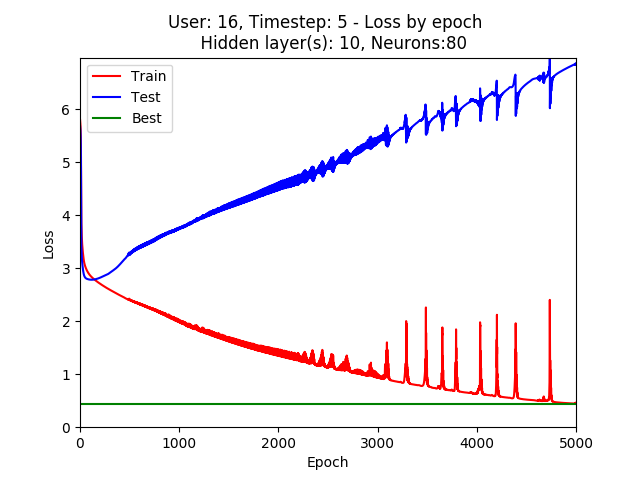 User: 16, Timestep: 5 - Loss by epoch
Hidden layer(s): 10, Neurons:80
Train
Test
Best
Loss
6
5
4
3
2
1
0
0 1000 2000 3000 4000 5000
Epoch